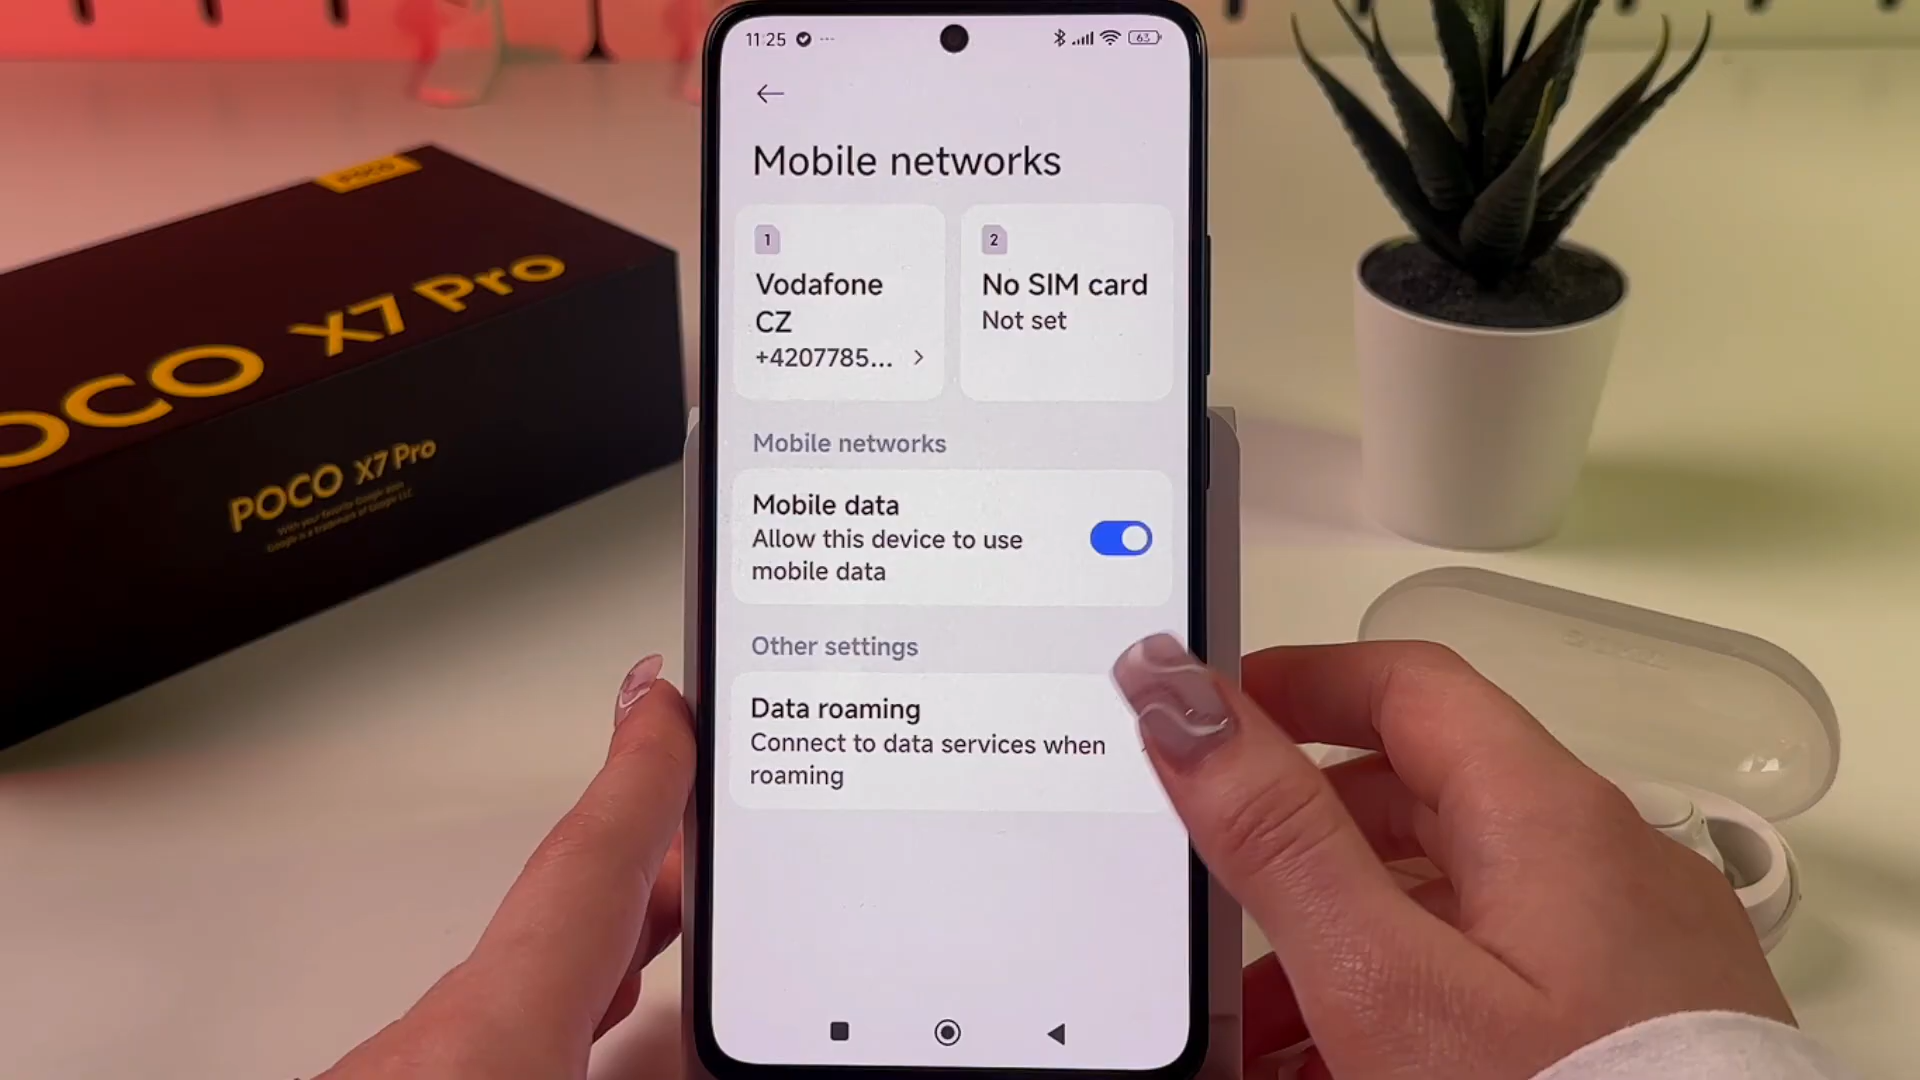 11:25
63
Mobile networks
1
Vodafone
CZ
+4207785...
2
No SIM card
Not set
Mobile networks
Mobile data
Allow this device to use
mobile data
Other settings
Data roaming
Connect to data services when
roaming
POCO
OCO X7 Pro
POCO X7 Pro